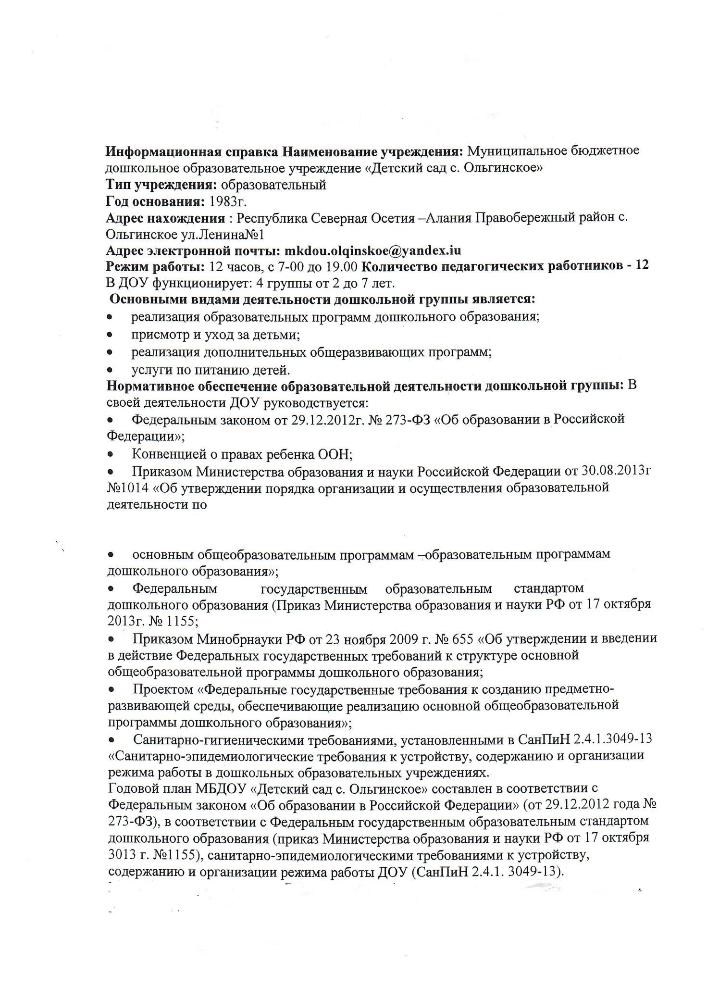 Информационная справка Наименование учреждения: Муниципальное бюджетное
дошкольное образовательное учреждение «Детский сад с. Ольгинское»
Тип учреждения: образовательный
Год основания: 1983г.
Адрес нахождения : Республика Северная Осетия –Алания Правобережный район с.
Ольгинское ул.Ленина№1
Адрес электронной почты: mkdou.olqinskoe@yandex.iu
Режим работы: 12 часов, с 7-00 до 19.00 Количество педагогических работников - 12
В ДОУ функционирует: 4 группы от 2 до 7 лет.
Основными видами деятельности дошкольной группы является:
• реализация образовательных программ дошкольного образования;
• присмотр и уход за детьми;
• реализация дополнительных общеразвивающих программ;
• услуги по питанию детей.
Нормативное обеспечение образовательной деятельности дошкольной группы: В
своей деятельности ДОУ руководствуется:
• Федеральным законом от 29.12.2012г. № 273-ФЗ «Об образовании в Российской
Федерации»;
• Конвенцией о правах ребенка ООН;
• Приказом Министерства образования и науки Российской Федерации от 30.08.2013г
№1014 «Об утверждении порядка организации и осуществления образовательной
деятельности по
• основным общеобразовательным программам –образовательным программам
дошкольного образования»;
• Федеральным государственным образовательным стандартом
дошкольного образования (Приказ Министерства образования и науки РФ от 17 октября
2013г. № 1155;
• Приказом Минобрнауки РФ от 23 ноября 2009 г. № 655 «Об утверждении и введении
в действие Федеральных государственных требований к структуре основной
общеобразовательной программы дошкольного образования;
• Проектом «Федеральные государственные требования к созданию предметно-
развивающей среды, обеспечивающие реализацию основной общеобразовательной
программы дошкольного образования»;
• Санитарно-гигиеническими требованиями, установленными в СанПиН 2.4.1.3049-13
«Санитарно-эпидемиологические требования к устройству, содержанию и организации
режима работы в дошкольных образовательных учреждениях.
Годовой план МБДОУ «Детский сад с. Ольгинское» составлен в соответствии с
Федеральным законом «Об образовании в Российской Федерации» (от 29.12.2012 года №
273-ФЗ), в соответствии с Федеральным государственным образовательным стандартом
дошкольного образования (приказ Министерства образования и науки РФ от 17 октября
3013 г. №1155), санитарно-эпидемиологическими требованиями к устройству,
содержанию и организации режима работы ДОУ (СанПиН 2.4.1. 3049-13).